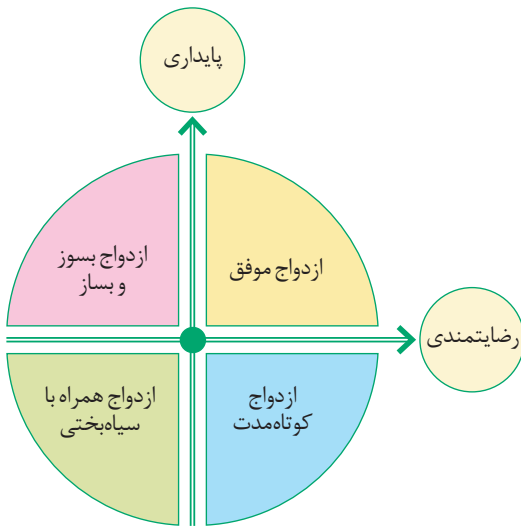 پایداری
ازدواج موفق
ازدواج بسوز
و بساز
رضایتمندی
ازدواج
کوتاه‌مدت
ازدواج همراه با
سیاه‌بختی